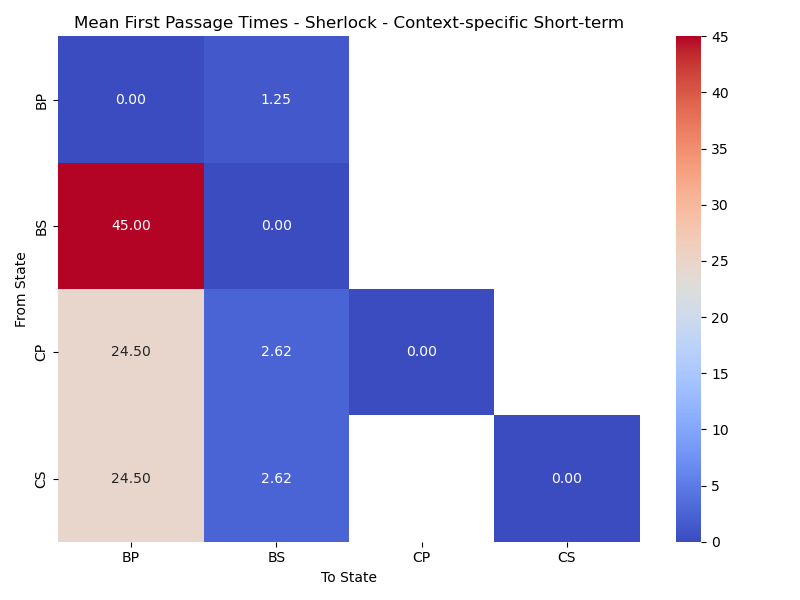 Mean First Passage Times - Sherlock - Context-specific Short-term
From State
BP
0.00
1.25
BS
45.00
0.00
CP
24.50
2.62
0.00
CS
24.50
2.62
0.00
BP
BS
CP
CS
To State
45
40
35
30
25
20
15
10
5
0